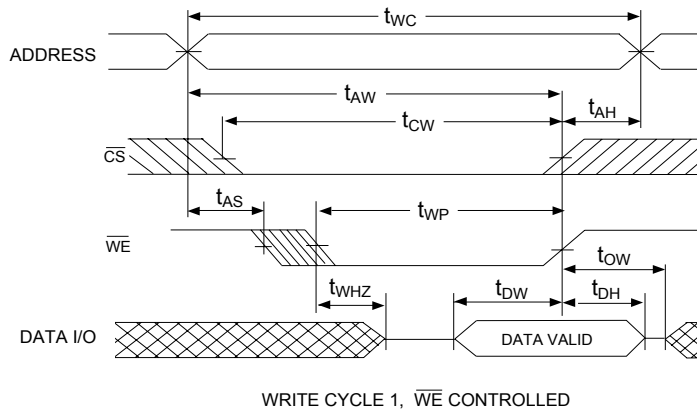 tWC
ADDRESS
tAW
tCW
tAH
CS
tAS
tWP
WE
tOW
tWHZ
tDW
tDH
DATA I/O
DATA VALID
WRITE CYCLE 1, WE CONTROLLED